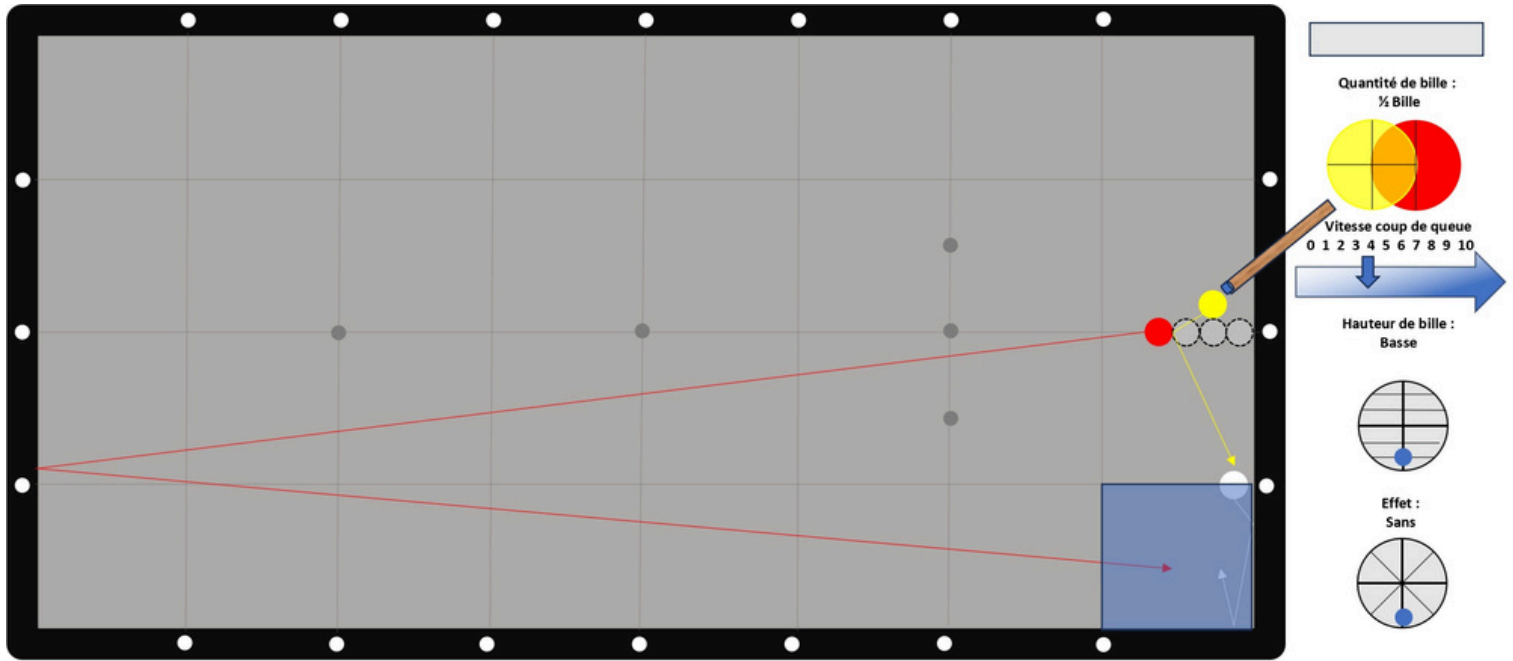 Quantité de bille :
½ Bille
Vitesse coup de queue
0 1 2 3 4 5 6 7 8 9 10
Hauteur de bille :
Basse
Effet :
Sans